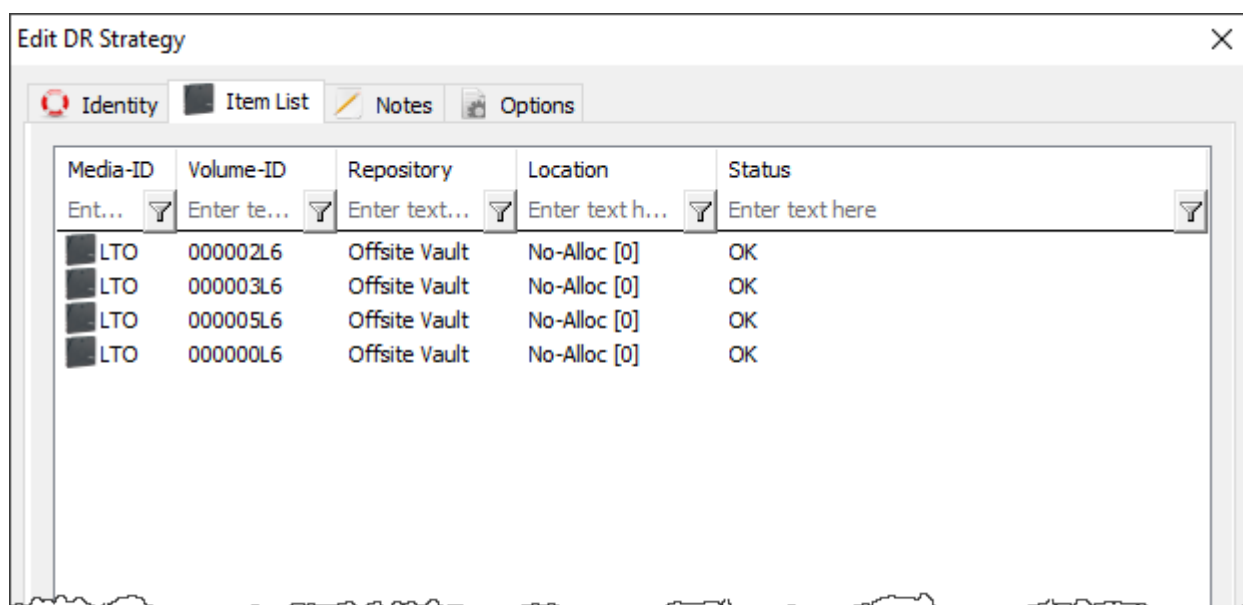 Edit DR Strategy
Identity Item List Notes Options
Media-ID Volume-ID Repository Location Status
Ent... Enter te... Enter text... Enter text h... Enter text here
LTO 000002L6 Offsite Vault No-Alloc [0] OK
LTO 000003L6 Offsite Vault No-Alloc [0] OK
LTO 000005L6 Offsite Vault No-Alloc [0] OK
LTO 000000L6 Offsite Vault No-Alloc [0] OK